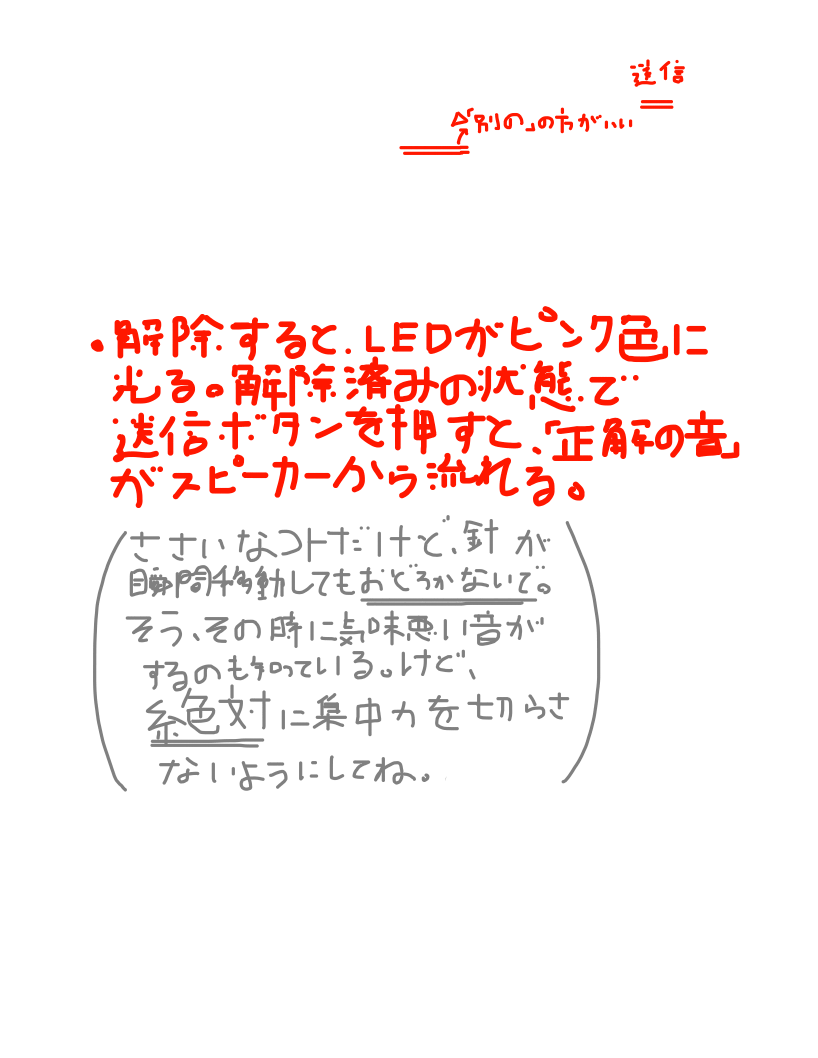 送信
△「別の」の方がいい
・解除すると、LEDがピンク色に
光る。解除済みの状態で
送信ボタンを押すと、「正解の音」
がスピーカーから流れる。
(ささいなコトだけど、針が
瞬間移動してもおどろかないで。
そう、その時に気味悪い音が
するのも知っている。けど、
絶対に集中力を切らさ
ないようにしてね。)